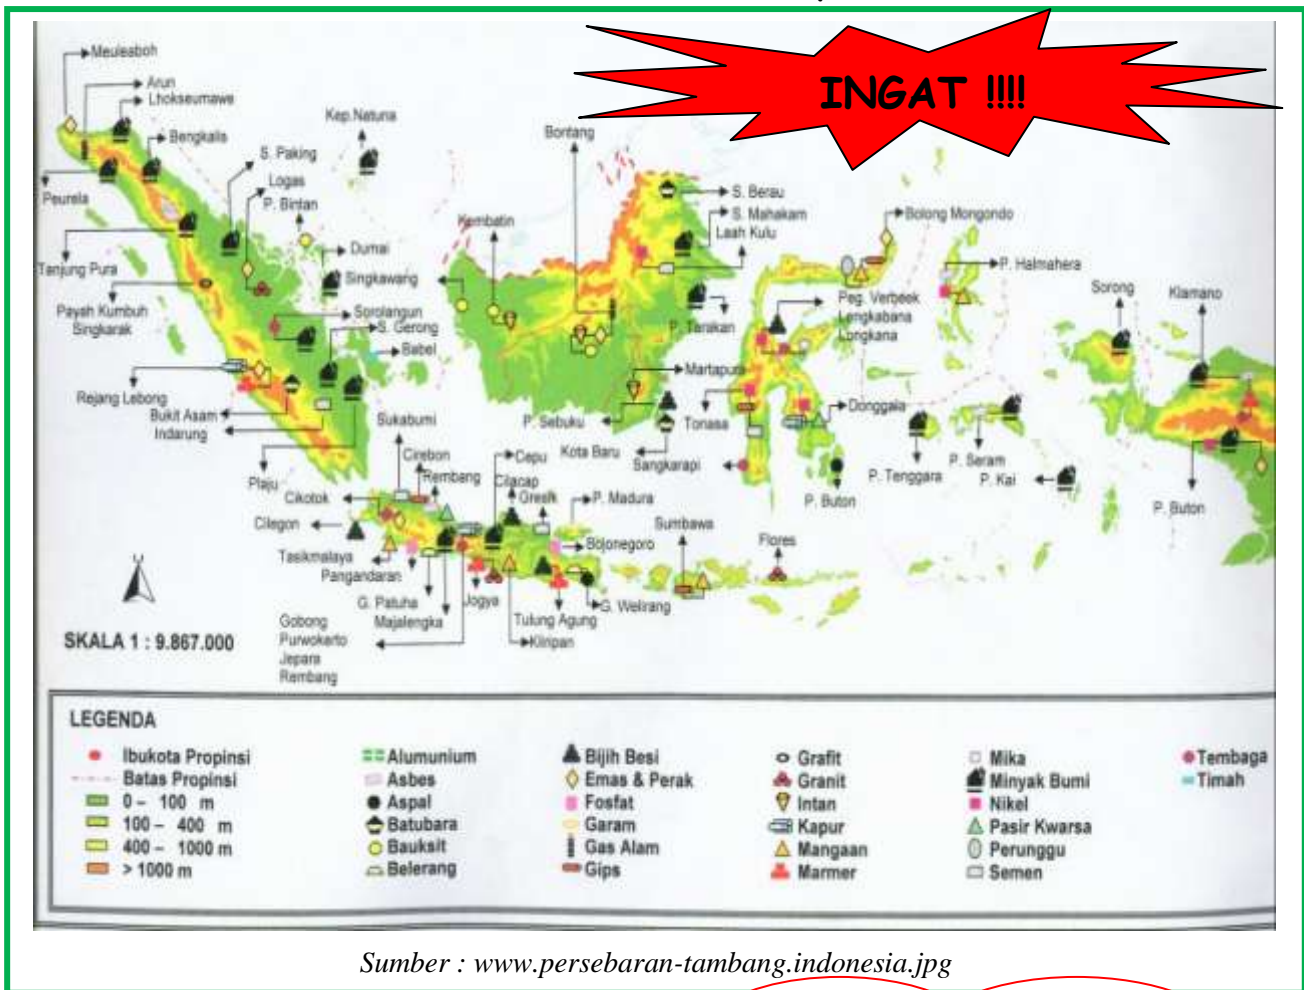 INGAT !!!!
Meuleaboh
Arun
Lhokseumawe
Bengkalis
Kep.Natuna
Bontang
S. Paking
Logas
P. Bintan
Peurela
Kembatin
S. Berau
S. Mahakam
Laah Kulu
Bolong Mongondo
Dumai
P. Halmahera
Tanjung Pura
Singkawang
Sorong
Klamano
Payah Kumbuh
Singkarak
Sorolangun
S. Gerong
Babel
P. Tarakan
Peg. Verbeek
Lengkabana
Longkana
Martapura
Rejang Lebong
Bukit Asam
Indarung
Sukabumi
P. Sebuku
Tonasa
Donggala
Cirebon
Rembang
Cepu
Cilacap
Gresik
Kota Baru
Sangkarapi
P. Tenggara
P. Seram
P. Kai
Plaju
Cikotok
P. Madura
P. Buton
P. Buton
Cilegon
Sumbawa
Flores
Tasikmalaya
Bojonegoro
Pangandaran
G. Patuha
Majalengka
Jogya
G. Welirang
Tulung Agung
Kliripan
Gobong
Purwokerto
Jepara
Rembang
SKALA 1 : 9.867.000
LEGENDA
Ibukota Propinsi
Batas Propinsi
0 – 100 m
100 – 400 m
400 – 1000 m
> 1000 m
Alumunium
Asbes
Aspal
Batubara
Bauksit
Belerang
Bijih Besi
Emas & Perak
Fosfat
Garam
Gas Alam
Gips
Grafit
Granit
Intan
Kapur
Mangaan
Marmer
Mika
Minyak Bumi
Nikel
Pasir Kwarsa
Perunggu
Semen
Tembaga
Timah
Sumber : www.persebaran-tambang.indonesia.jpg